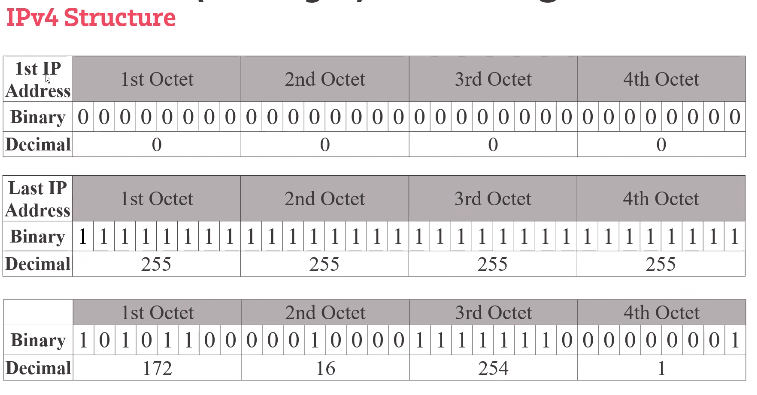 IPv4 Structure
1st IP Address 1st Octet 2nd Octet 3rd Octet 4th Octet
Binary 0 0 0 0 0 0 0 0 0 0 0 0 0 0 0 0 0 0 0 0 0 0 0 0 0 0 0 0 0 0 0 0
Decimal 0 0 0 0
Last IP Address 1st Octet 2nd Octet 3rd Octet 4th Octet
Binary 1 1 1 1 1 1 1 1 1 1 1 1 1 1 1 1 1 1 1 1 1 1 1 1 1 1 1 1 1 1 1 1
Decimal 255 255 255 255
1st Octet 2nd Octet 3rd Octet 4th Octet
Binary 1 0 1 0 1 1 0 0 0 0 0 1 0 0 0 0 1 1 1 1 1 1 1 0 0 0 0 0 0 0 0 1
Decimal 172 16 254 1